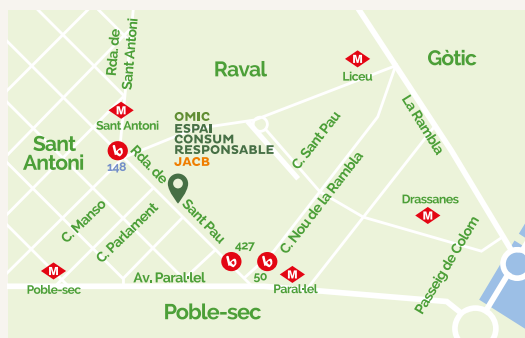 Rda. de
Sant Antoni
Raval
Gòtic
M
Liceu
La Rambla
M
Sant Antoni
OMIC
ESPAI
CONSUM
RESPONSABLE
JACB
Sant
Antoni
b
148
Rda. de
Sant Pau
C. Sant Pau
C. Nou de la Rambla
Drassanes
M
C. Manso
C. Parlament
427
b
50
b
M
Paral·lel
Passeig de Colom
M
Poble-sec
Av. Paral·lel
Poble-sec